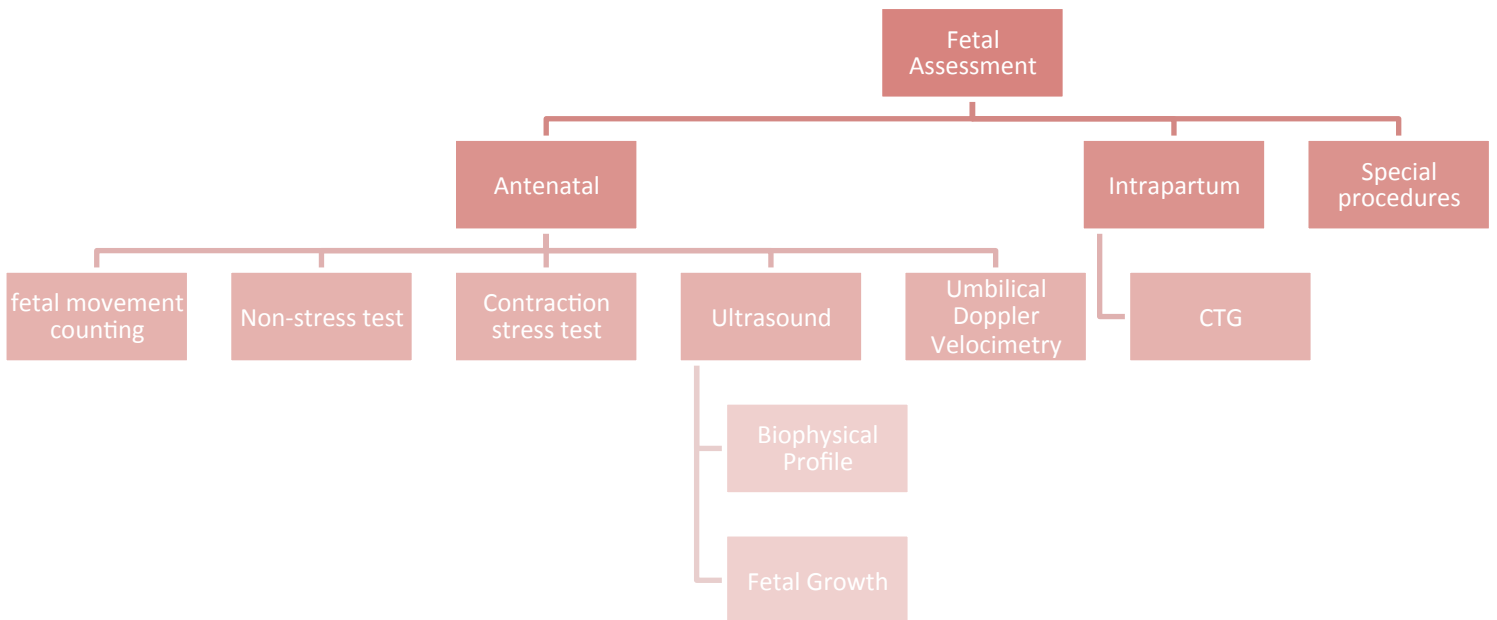 Fetal
Assessment
Antenatal
Intrapartum
Special
procedures
fetal movement
counting
Non-stress test
Contraction
stress test
Ultrasound
Umbilical
Doppler
Velocimetry
CTG
Biophysical
Profile
Fetal Growth